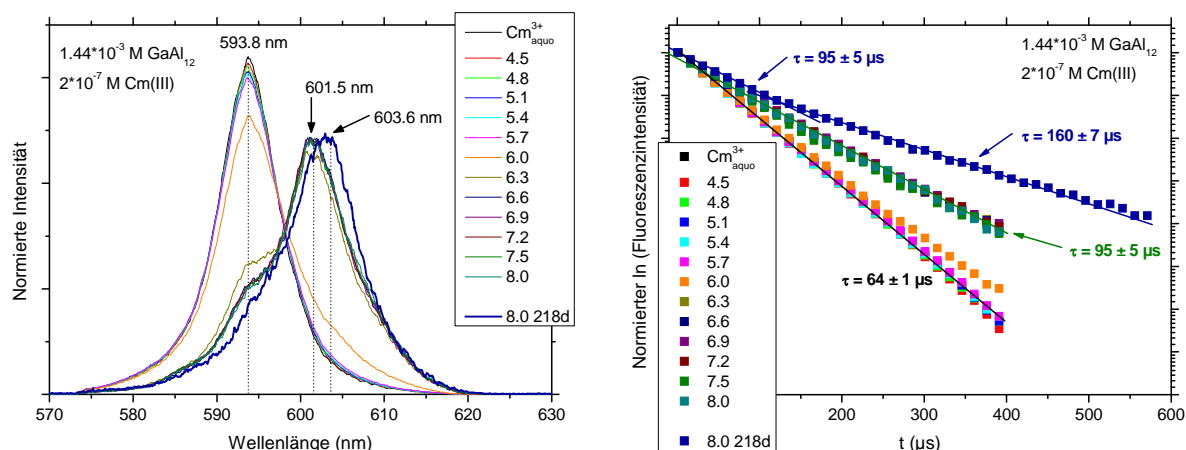 593.8 nm
1.44*10⁻³ M GaAl₁₂
2*10⁻⁷ M Cm(III)
601.5 nm
603.6 nm
Normierte Intensität
570 580 590 600 610 620 630
Wellenlänge (nm)
Cm³⁺aquo
4.5
4.8
5.1
5.4
5.7
6.0
6.3
6.6
6.9
7.2
7.5
8.0
8.0 218d
1.44*10⁻³ M GaAl₁₂
2*10⁻⁷ M Cm(III)
τ = 95 ± 5 µs
τ = 160 ± 7 µs
τ = 95 ± 5 µs
τ = 64 ± 1 µs
Normierter ln (Fluoreszenzintensität)
Cm³⁺aquo
4.5
4.8
5.1
5.4
5.7
6.0
6.3
6.6
6.9
7.2
7.5
8.0
8.0 218d
200 300 400 500 600
t (µs)